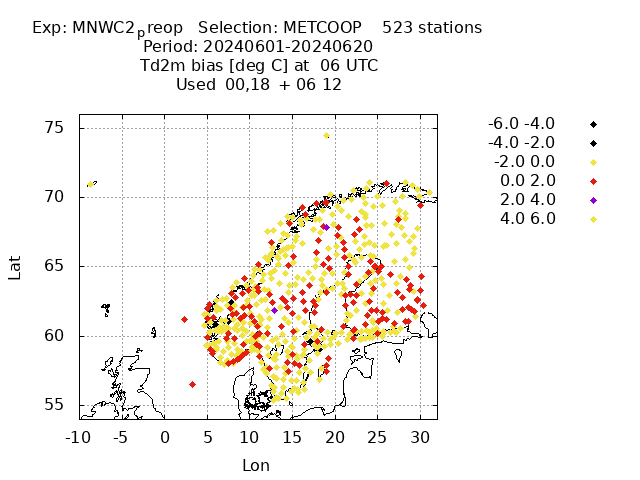 Exp: MNWC2preop   Selection: METCOOP    523 stations
Period: 20240601-20240620
Td2m bias [deg C] at  06 UTC
Used  00,18  + 06 12
-6.0 -4.0
-4.0 -2.0
-2.0 0.0
0.0 2.0
2.0 4.0
4.0 6.0
75
70
65
60
55
Lat
-10 -5 0 5 10 15 20 25 30
Lon